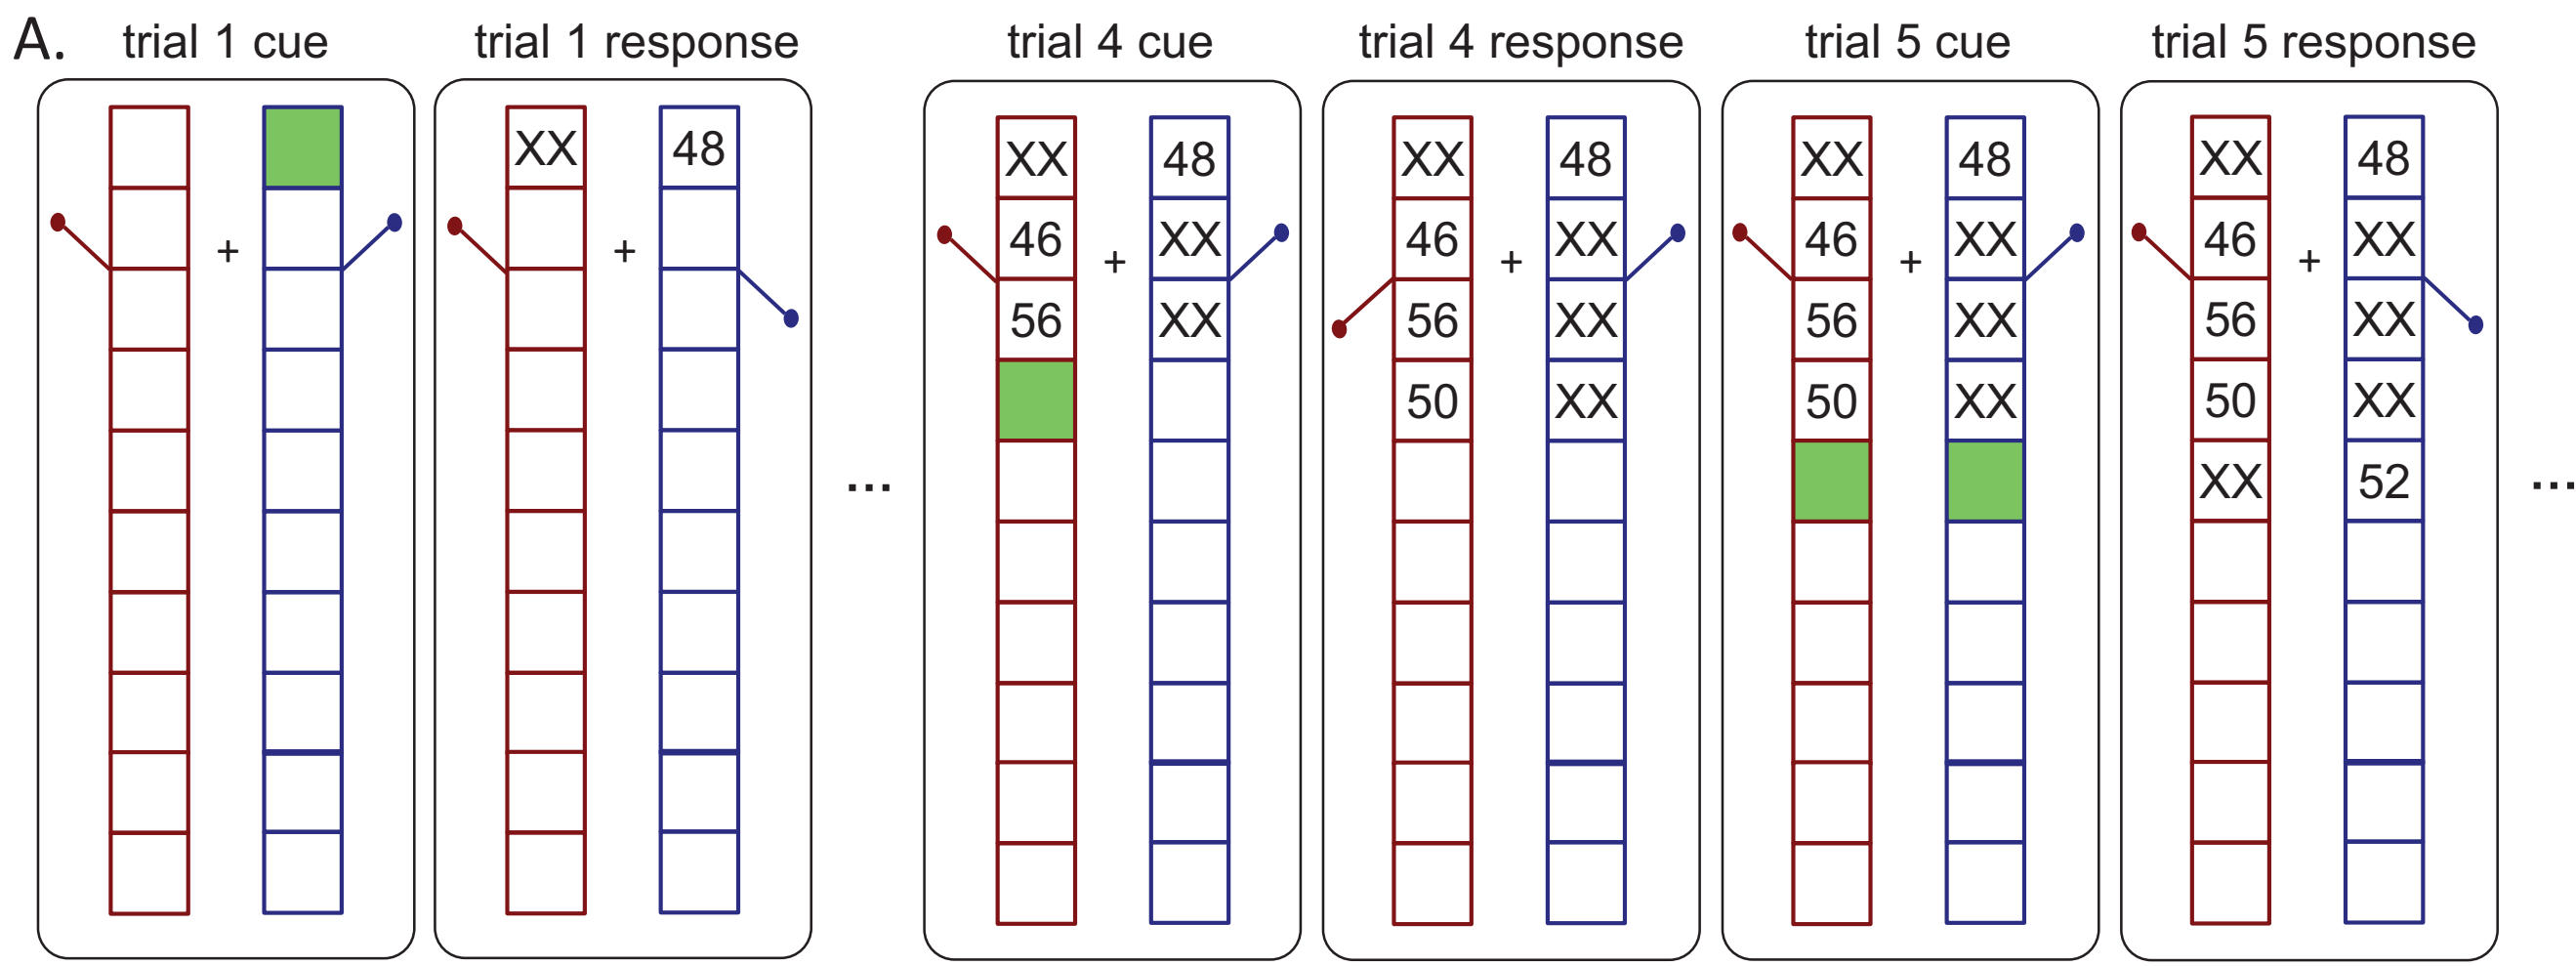 A.
trial 1 cue
trial 1 response
trial 4 cue
trial 4 response
trial 5 cue
trial 5 response
+
XX 48
+
...
XX 48
46 + XX
56 XX
XX 48
46 + XX
56 XX
50 XX
XX 48
46 + XX
56 XX
50 XX
XX 48
46 + XX
56 XX
50 XX
XX 52
...